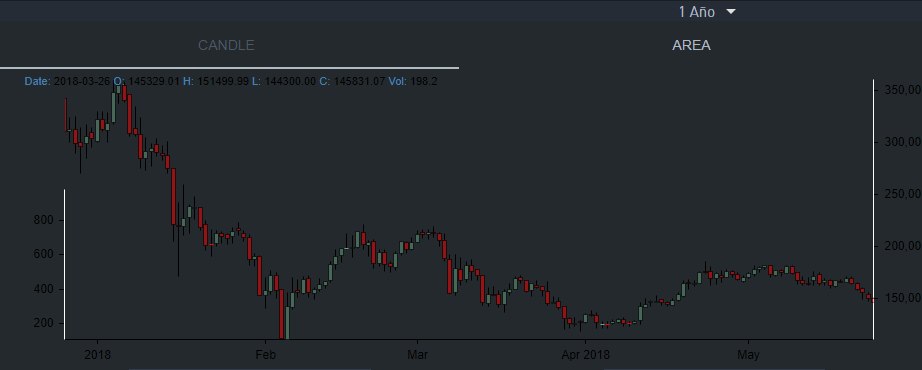 1 Año
CANDLE AREA
Date: 2018-03-26 O: 145329.01 H: 151499.99 L: 144300.00 C: 145831.07 Vol: 198.2
350,00
300,00
250,00
800
200,00
600
400
150,00
200
2018 Feb Mar Apr 2018 May